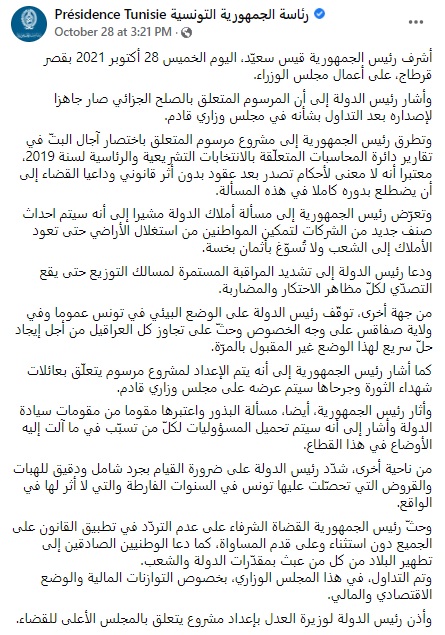 Présidence Tunisie رئاسة الجمهورية التونسية
October 28 at 3:21 PM ·
أشرف رئيس الجمهورية قيس سعيّد، اليوم الخميس 28 أكتوبر 2021 بقصر
قرطاج، على أعمال مجلس الوزراء.
وأشار رئيس الدولة إلى أن المرسوم المتعلق بالصلح الجزائي صار جاهزا
لإصداره بعد التداول بشأنه في مجلس وزاري قادم.
وتطرق رئيس الجمهورية إلى مشروع مرسوم المتعلق باختصار آجال البتّ في
تقارير دائرة المحاسبات المتعلّقة بالانتخابات التشريعية والرئاسية لسنة 2019،
معتبرا أنه لا معنى لأحكام تصدر بعد عقود بدون أثر قانوني وداعيا القضاء إلى
أن يضطلع بدوره كاملا في هذه المسألة.
وتعرّض رئيس الجمهورية إلى مسألة أملاك الدولة مشيرا إلى أنه سيتم احداث
صنف جديد من الشركات لتمكين المواطنين من استغلال الأراضي حتى تعود
الأملاك إلى الشعب ولا تُسوّغ بأثمان بخسة.
ودعا رئيس الدولة إلى تشديد المراقبة المستمرة لمسالك التوزيع حتى يقع
التصدّي لكلّ مظاهر الاحتكار والمضاربة.
من جهة أخرى، توقّف رئيس الدولة على الوضع البيئي في تونس عموما وفي
ولاية صفاقس على وجه الخصوص وحثّ على تجاوز كل العراقيل من أجل إيجاد
حلّ سريع لهذا الوضع غير المقبول بالمرّة.
كما أشار رئيس الجمهورية إلى أنه يتم الإعداد لمشروع مرسوم يتعلّق بعائلات
شهداء الثورة وجرحاها سيتم عرضه على مجلس وزاري قادم.
وأثار رئيس الجمهورية، أيضا، مسألة البذور واعتبرها مقوما من مقومات سيادة
الدولة وأشار إلى أنه سيتم تحميل المسؤوليات لكلّ من تسبّب في ما آلت إليه
الأوضاع في هذا القطاع.
من ناحية أخرى، شدّد رئيس الدولة على ضرورة القيام بجرد شامل ودقيق للهبات
والقروض التي تحصّلت عليها تونس في السنوات الفارطة والتي لا أثر لها في
الواقع.
وحثّ رئيس الجمهورية القضاة الشرفاء على عدم التردّد في تطبيق القانون على
الجميع دون استثناء وعلى قدم المساواة، كما دعا الوطنيين الصادقين إلى
تطهير البلاد من كل من عبث بمقدّرات الدولة والشعب.
وتم التداول، في هذا المجلس الوزاري، بخصوص التوازنات المالية والوضع
الاقتصادي والمالي.
وأذن رئيس الدولة لوزيرة العدل بإعداد مشروع يتعلق بالمجلس الأعلى للقضاء.